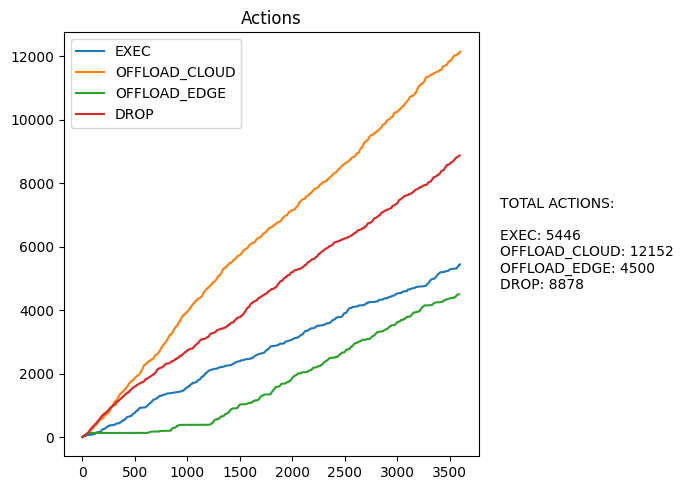 Actions
EXEC
OFFLOAD_CLOUD
OFFLOAD_EDGE
DROP
12000
10000
8000
6000
4000
2000
0
0 500 1000 1500 2000 2500 3000 3500
TOTAL ACTIONS:
EXEC: 5446
OFFLOAD_CLOUD: 12152
OFFLOAD_EDGE: 4500
DROP: 8878